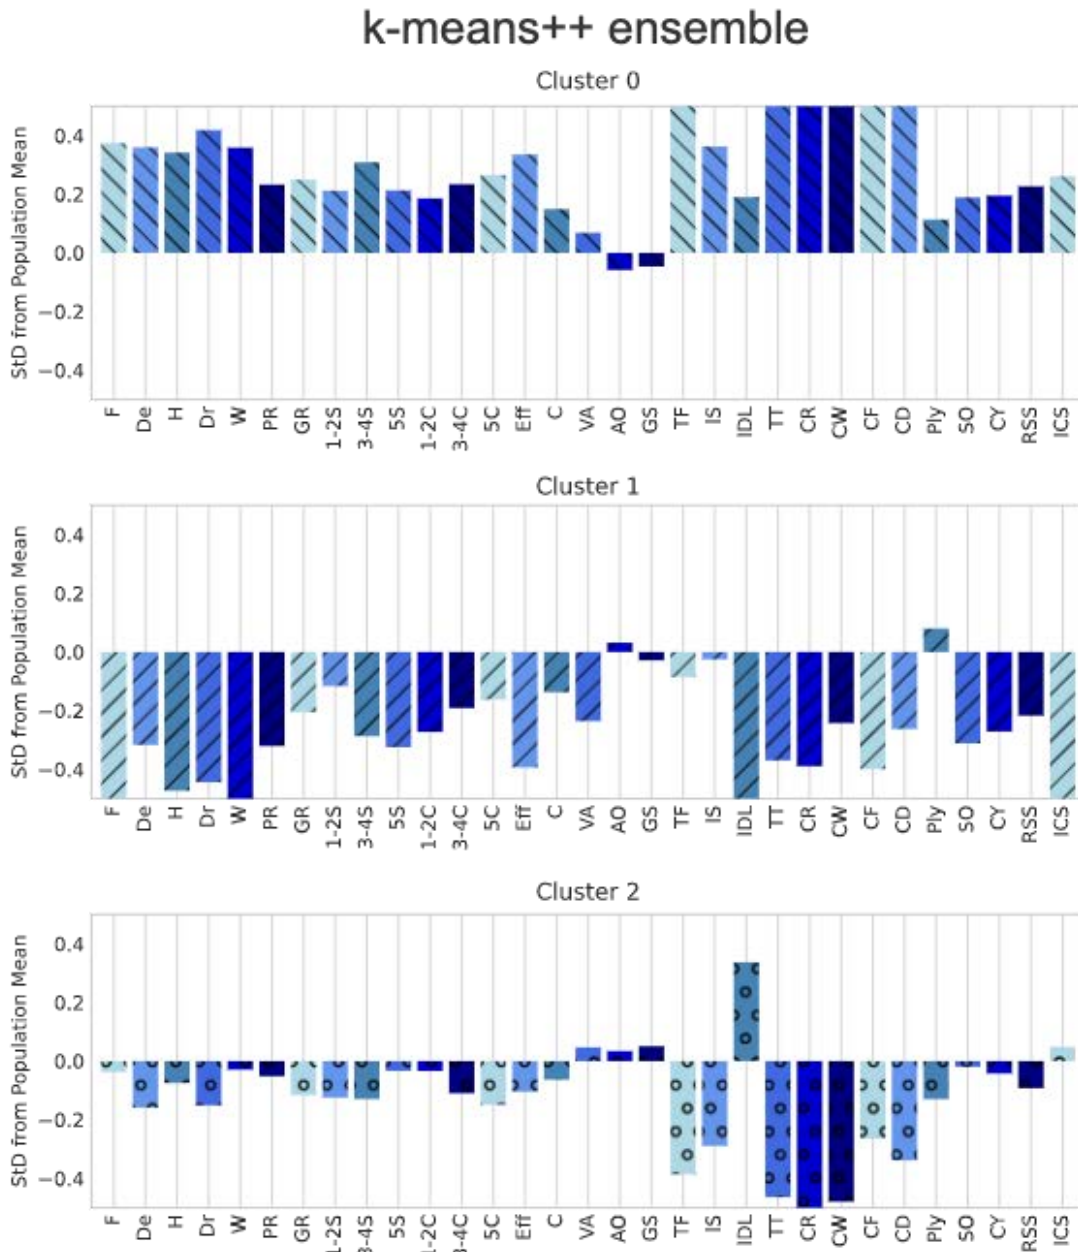 k-means++ ensemble
Cluster 0
StD from Population Mean
0.4
0.2
0.0
−0.2
−0.4
F De H Dr W PR GR 1-2S 3-4S 5S 1-2C 3-4C 5C Eff C VA AO GS TF IS IDL TT CR CW CF CD Ply SO CY RSS ICS
Cluster 1
StD from Population Mean
0.4
0.2
0.0
−0.2
−0.4
F De H Dr W PR GR 1-2S 3-4S 5S 1-2C 3-4C 5C Eff C VA AO GS TF IS IDL TT CR CW CF CD Ply SO CY RSS ICS
Cluster 2
StD from Population Mean
0.4
0.2
0.0
−0.2
−0.4
F De H Dr W PR GR 1-2S 3-4S 5S 1-2C 3-4C 5C Eff C VA AO GS TF IS IDL TT CR CW CF CD Ply SO CY RSS ICS